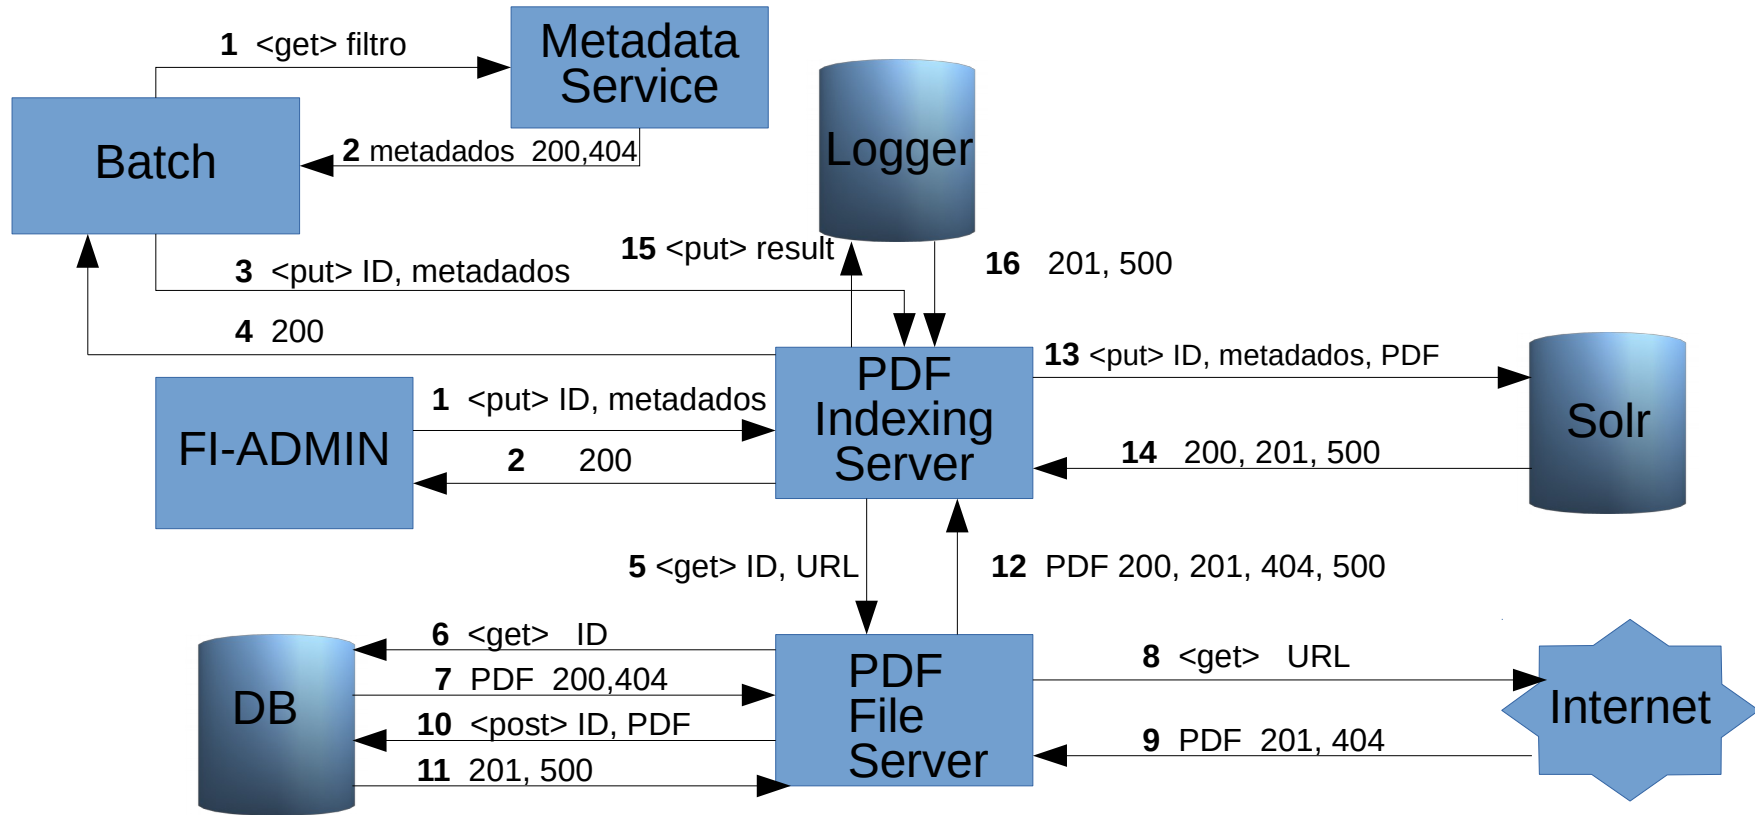 1 <get> filtro
Metadata
Service
Batch
2 metadados 200,404
Logger
15 <put> result
16 201, 500
3 <put> ID, metadados
4 200
PDF
Indexing
Server
13 <put> ID, metadados, PDF
Solr
14 200, 201, 500
FI-ADMIN
1 <put> ID, metadados
2 200
5 <get> ID, URL
12 PDF 200, 201, 404, 500
DB
6 <get> ID
7 PDF 200,404
10 <post> ID, PDF
11 201, 500
PDF
File
Server
8 <get> URL
9 PDF 201, 404
Internet